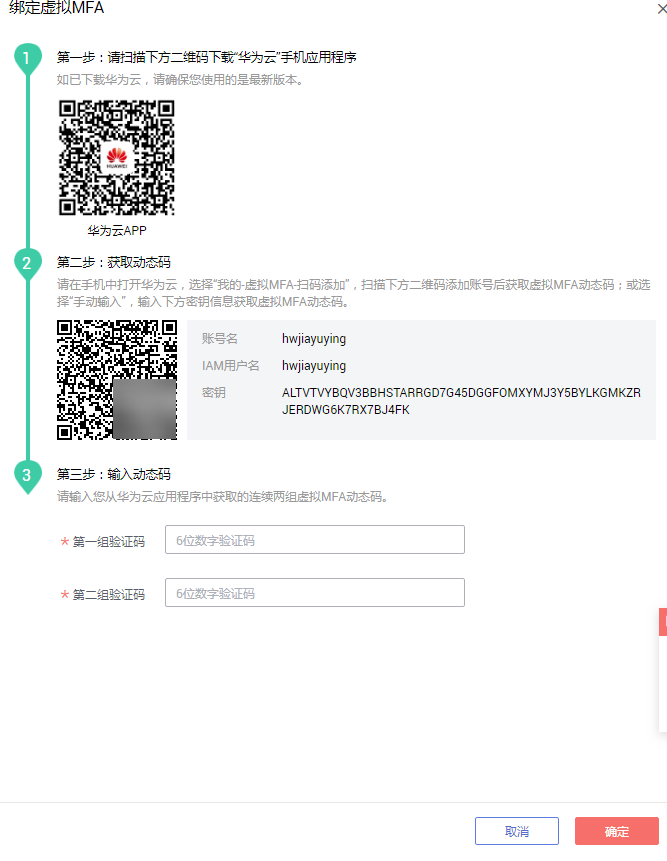 绑定虚拟MFA
1
第一步：请扫描下方二维码下载“华为云”手机应用程序
如已下载华为云，请确保您使用的是最新版本。
HUAWEI
华为云APP
2
第二步：获取动态码
请在手机中打开华为云，选择“我的-虚拟MFA-扫码添加”，扫描下方二维码添加账号后获取虚拟MFA动态码；或选
择“手动输入”，输入下方密钥信息获取虚拟MFA动态码。
账号名 hwjiayuying
IAM用户名 hwjiayuying
密钥 ALTVTVYBQV3BBHSTARRGD7G45DGGFOMXYMJ3Y5BYLKGMKZR
JERDWG6K7RX7BJ4FK
3
第三步：输入动态码
请输入您从华为云应用程序中获取的连续两组虚拟MFA动态码。
* 第一组验证码 6位数字验证码
* 第二组验证码 6位数字验证码
取消 确定